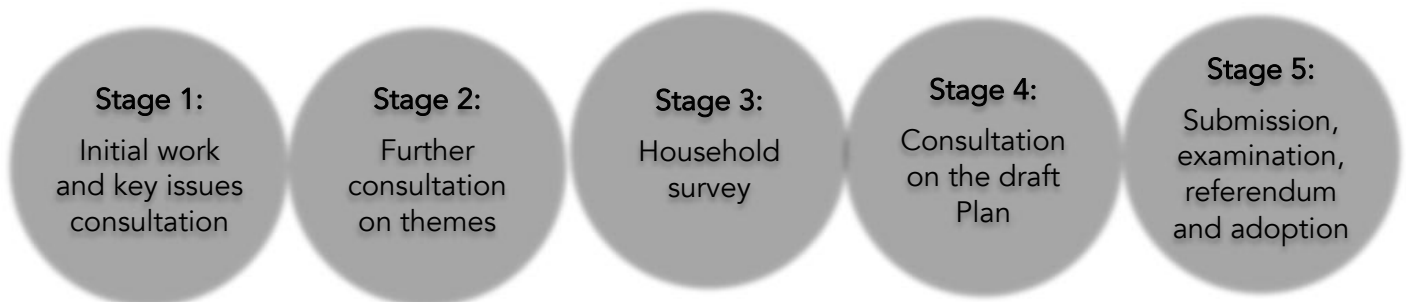 Stage 1:
Initial work
and key issues
consultation
Stage 2:
Further
consultation
on themes
Stage 3:
Household
survey
Stage 4:
Consultation
on the draft
Plan
Stage 5:
Submission,
examination,
referendum
and adoption